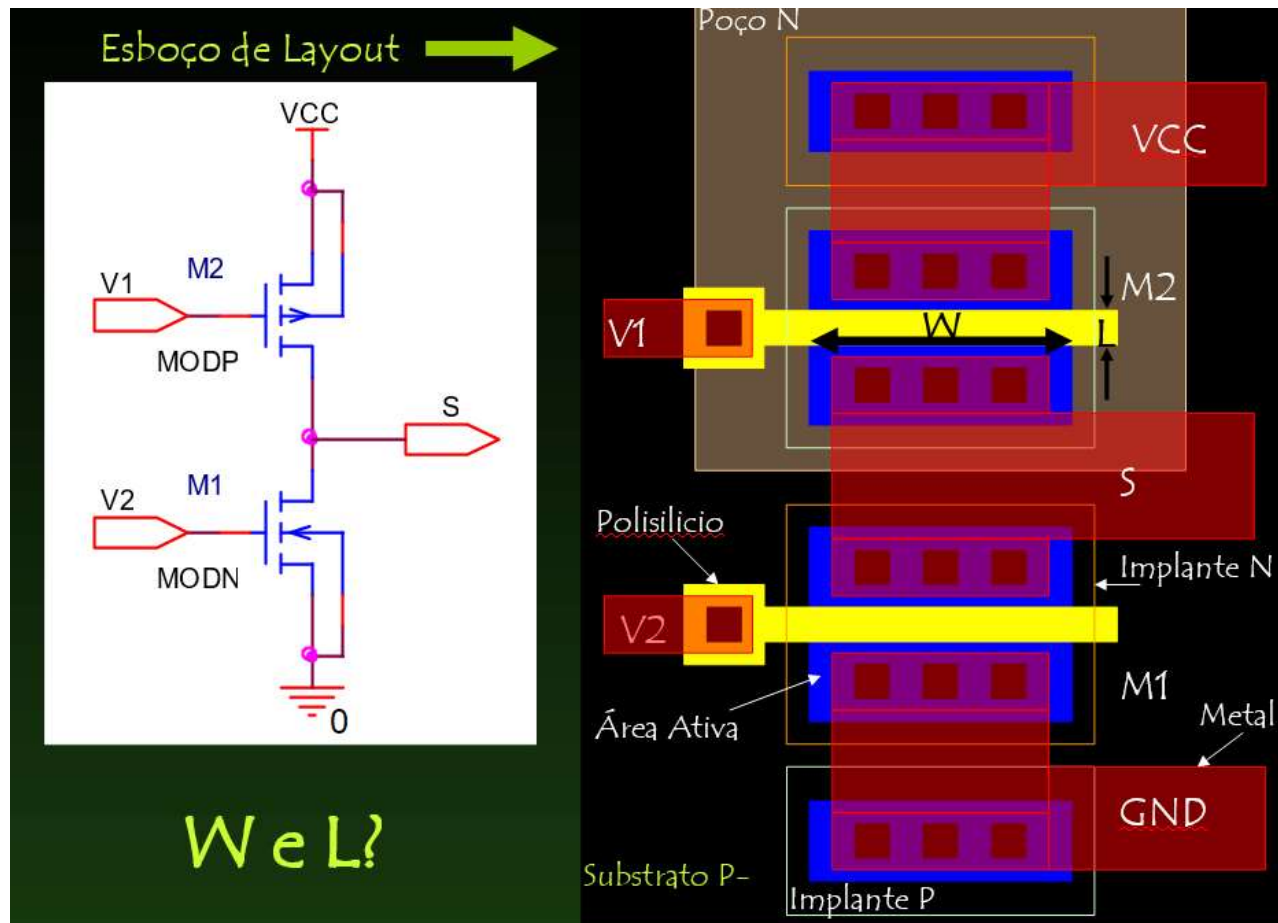 Esboço de Layout
VCC
V1
M2
MODP
S
V2
M1
MODN
0
W e L?
Poço N
VCC
M2
V1
W
L
S
Polisilicio
Implante N
V2
M1
Área Ativa
Metal
GND
Substrato P-
Implante P